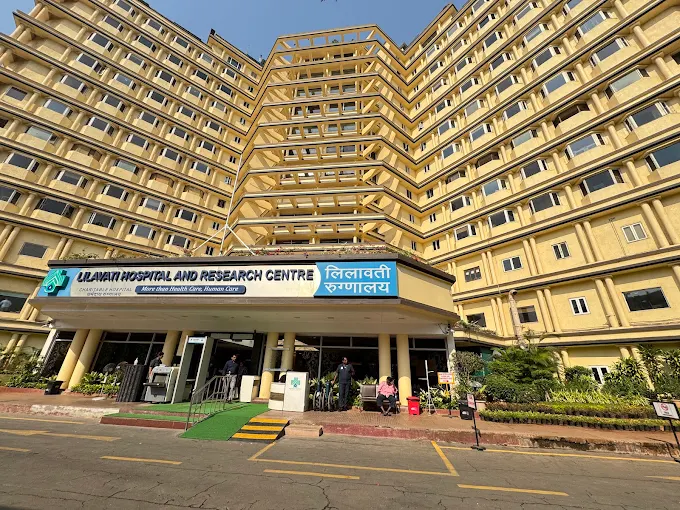 LILAVATI HOSPITAL AND RESEARCH CENTRE
CHARITABLE HOSPITAL
More than Health Care, Human Care
लिलावती
रुग्णालय